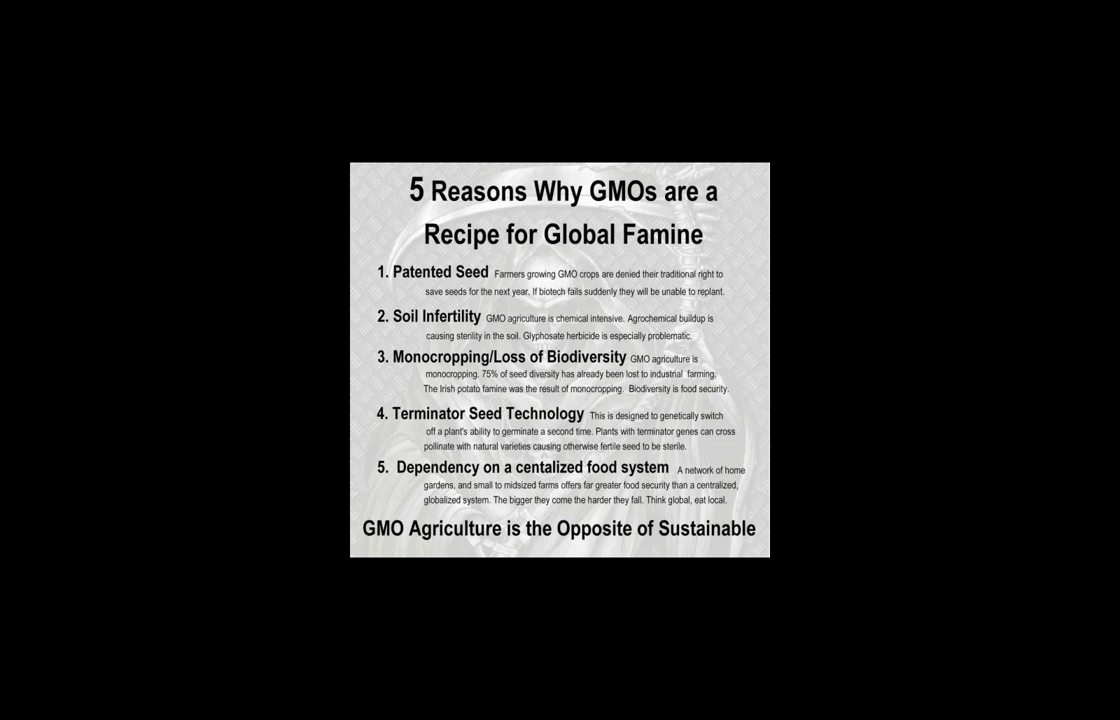 5 Reasons Why GMOs are a
Recipe for Global Famine
1. Patented Seed Farmers growing GMO crops are denied their traditional right to
save seeds for the next year. If biotech fails suddenly they will be unable to replant.
2. Soil Infertility GMO agriculture is chemical intensive. Agrochemical buildup is
causing sterility in the soil. Glyphosate herbicide is especially problematic.
3. Monocropping/Loss of Biodiversity GMO agriculture is
monocropping. 75% of seed diversity has already been lost to industrial farming.
The Irish potato famine was the result of monocropping. Biodiversity is food security.
4. Terminator Seed Technology This is designed to genetically switch
off a plant's ability to germinate a second time. Plants with terminator genes can cross
pollinate with natural varieties causing otherwise fertile seed to be sterile.
5. Dependency on a centalized food system A network of home
gardens, and small to midsized farms offers far greater food security than a centralized,
globalized system. The bigger they come the harder they fall. Think global, eat local.
GMO Agriculture is the Opposite of Sustainable